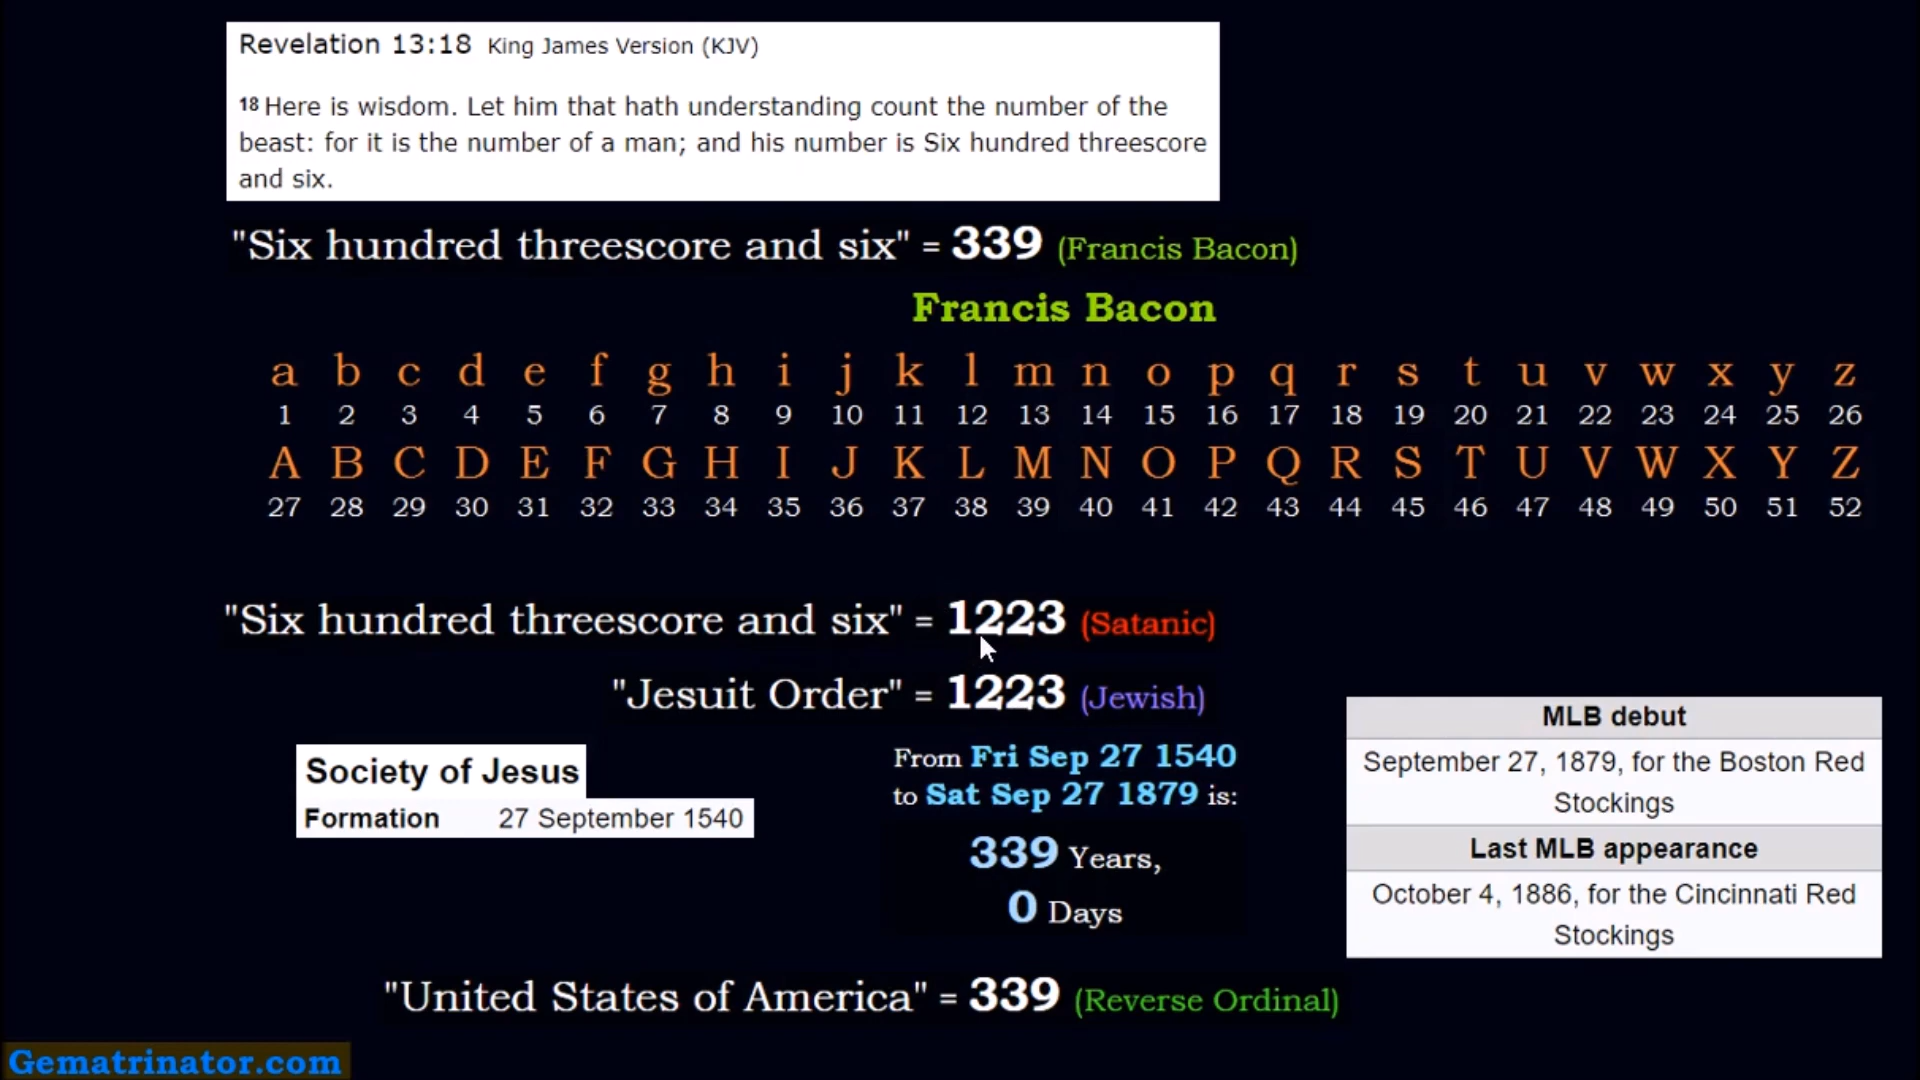 Revelation 13:18 King James Version (KJV)
18 Here is wisdom. Let him that hath understanding count the number of the
beast: for it is the number of a man; and his number is Six hundred threescore
and six.
"Six hundred threescore and six" = 339 (Francis Bacon)
Francis Bacon
a b c d e f g h i j k l m n o p q r s t u v w x y z
1 2 3 4 5 6 7 8 9 10 11 12 13 14 15 16 17 18 19 20 21 22 23 24 25 26
A B C D E F G H I J K L M N O P Q R S T U V W X Y Z
27 28 29 30 31 32 33 34 35 36 37 38 39 40 41 42 43 44 45 46 47 48 49 50 51 52
"Six hundred threescore and six" = 1223 (Satanic)
"Jesuit Order" = 1223 (Jewish)
Society of Jesus
Formation 27 September 1540
From Fri Sep 27 1540
to Sat Sep 27 1879 is:
339 Years,
0 Days
MLB debut
September 27, 1879, for the Boston Red
Stockings
Last MLB appearance
October 4, 1886, for the Cincinnati Red
Stockings
"United States of America" = 339 (Reverse Ordinal)
Gematrinator.com